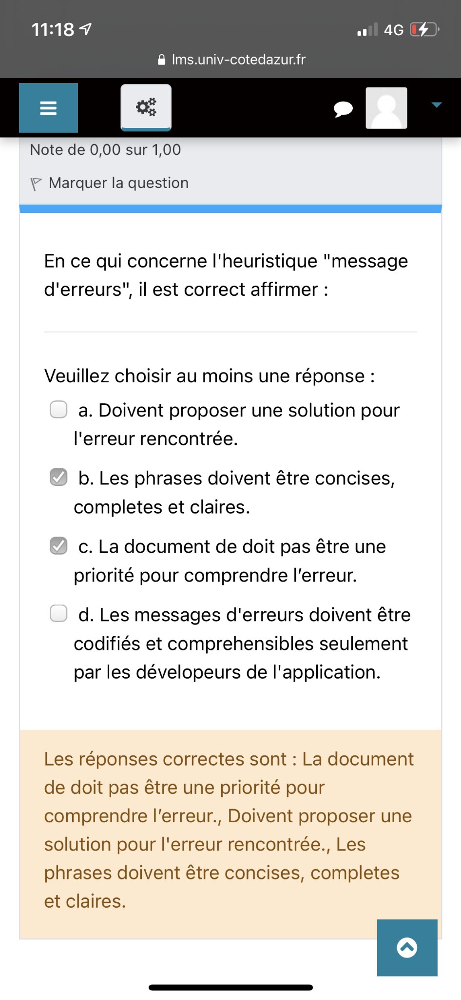 11:18
4G
lms.univ-cotedazur.fr
Note de 0,00 sur 1,00
Marquer la question
En ce qui concerne l'heuristique "message
d'erreurs", il est correct affirmer :
Veuillez choisir au moins une réponse :
a. Doivent proposer une solution pour
l'erreur rencontrée.
b. Les phrases doivent être concises,
completes et claires.
c. La document de doit pas être une
priorité pour comprendre l’erreur.
d. Les messages d'erreurs doivent être
codifiés et comprehensibles seulement
par les dévelopeurs de l'application.
Les réponses correctes sont : La document
de doit pas être une priorité pour
comprendre l’erreur., Doivent proposer une
solution pour l'erreur rencontrée., Les
phrases doivent être concises, completes
et claires.